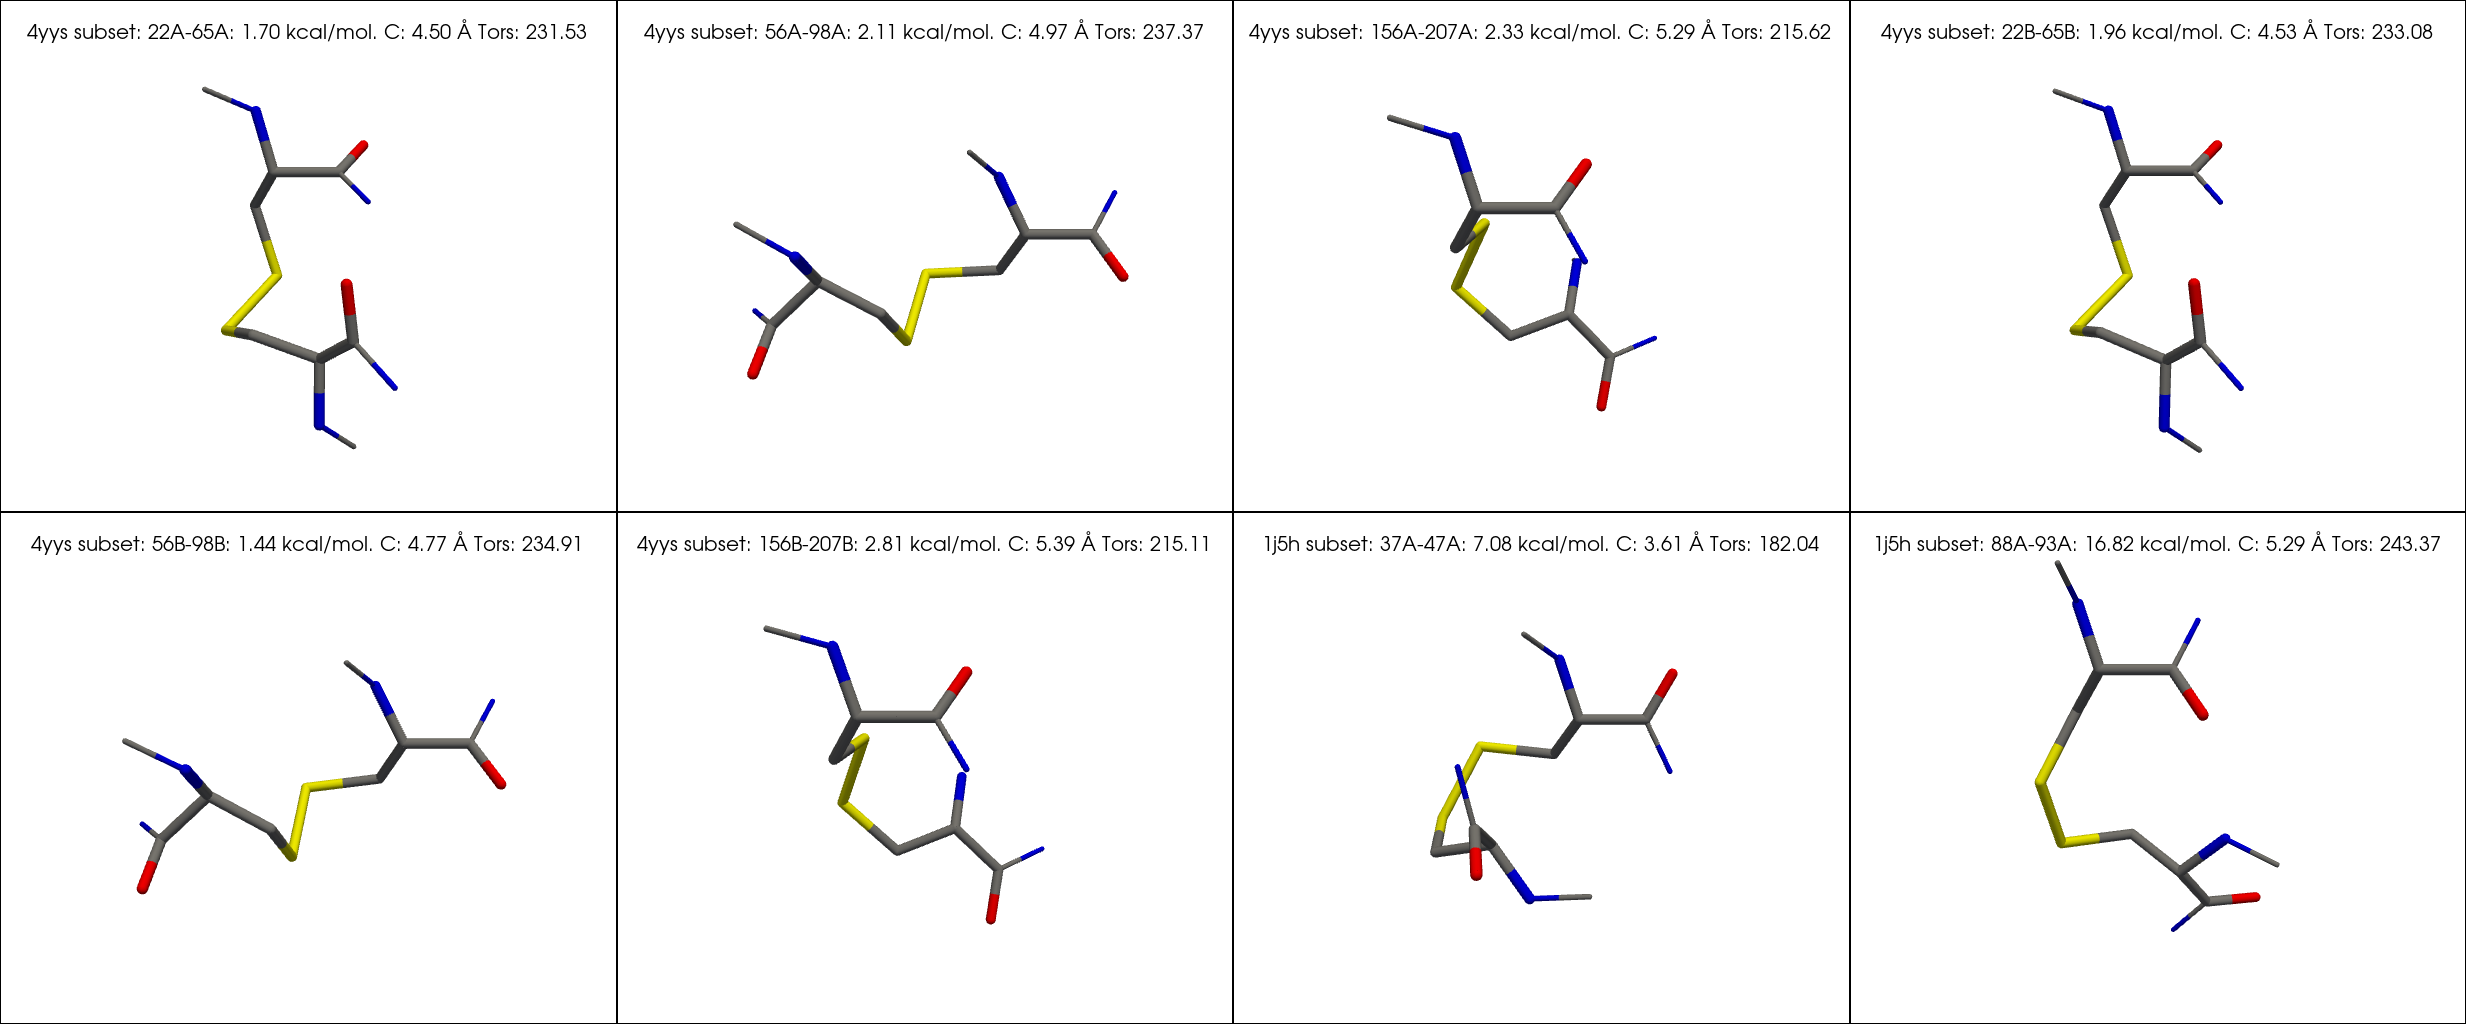 4yys subset: 22A-65A: 1.70 kcal/mol. C: 4.50 Å Tors: 231.53
4yys subset: 56A-98A: 2.11 kcal/mol. C: 4.97 Å Tors: 237.37
4yys subset: 156A-207A: 2.33 kcal/mol. C: 5.29 Å Tors: 215.62
4yys subset: 22B-65B: 1.96 kcal/mol. C: 4.53 Å Tors: 233.08
4yys subset: 56B-98B: 1.44 kcal/mol. C: 4.77 Å Tors: 234.91
4yys subset: 156B-207B: 2.81 kcal/mol. C: 5.39 Å Tors: 215.11
1j5h subset: 37A-47A: 7.08 kcal/mol. C: 3.61 Å Tors: 182.04
1j5h subset: 88A-93A: 16.82 kcal/mol. C: 5.29 Å Tors: 243.37